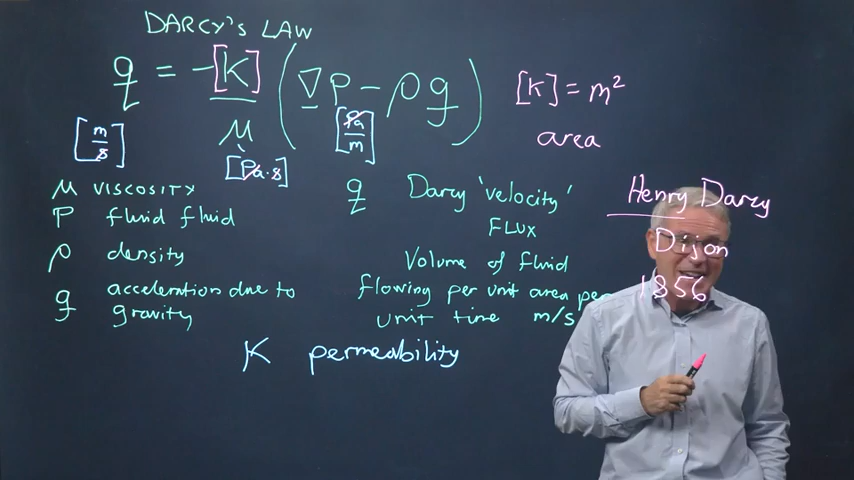 DARCY's LAW
q = -[K] (∇P - ρg)
μ
[K] = m²
area
[m/s]
[Pa·s]
[Pa/m]
μ VISCOSITY
P fluid fluid
ρ density
g acceleration due to
gravity
q Darcy 'velocity'
FLUX
Volume of fluid
flowing per unit area per
unit time m/s
K permeability
Henry Darcy
Dijon
1856